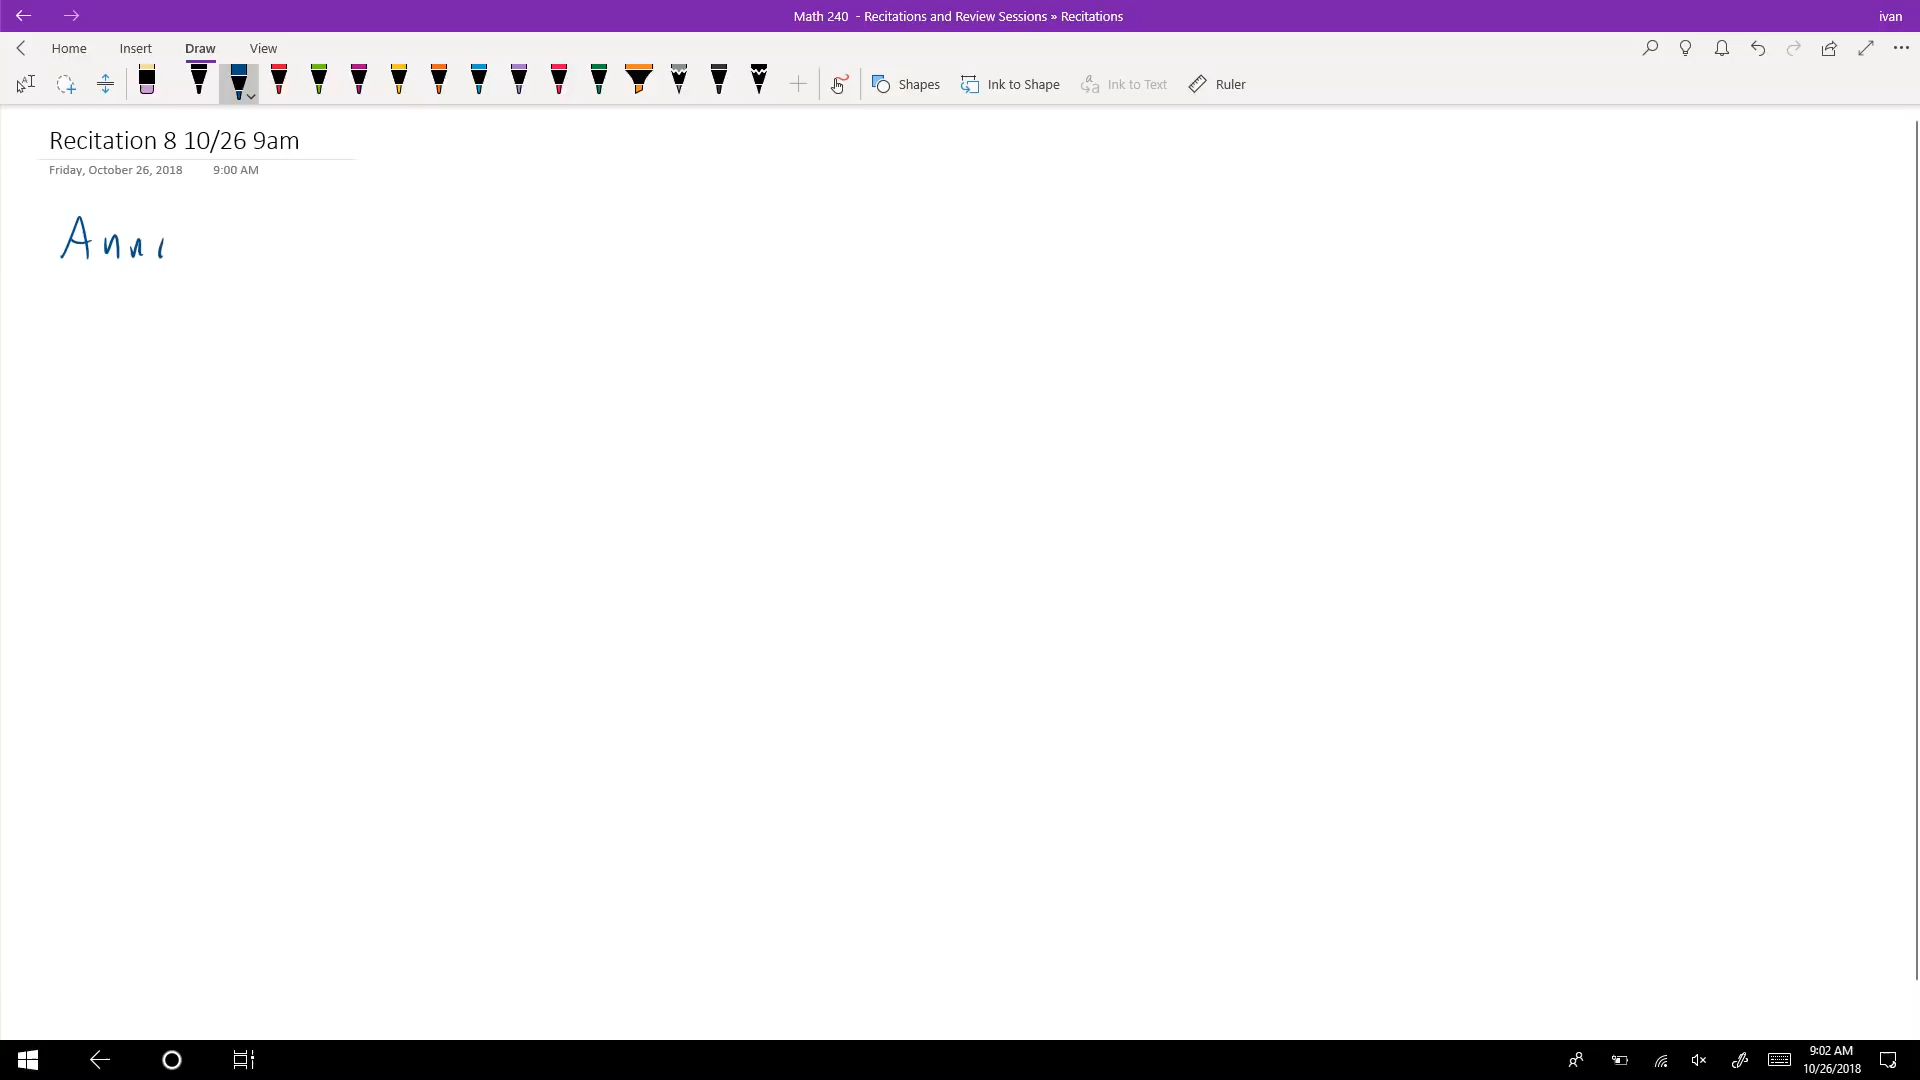 Math 240 - Recitations and Review Sessions » Recitations
ivan
Home Insert Draw View
Shapes Ink to Shape Ink to Text Ruler
Recitation 8 10/26 9am
Friday, October 26, 2018 9:00 AM
Ann
9:02 AM
10/26/2018